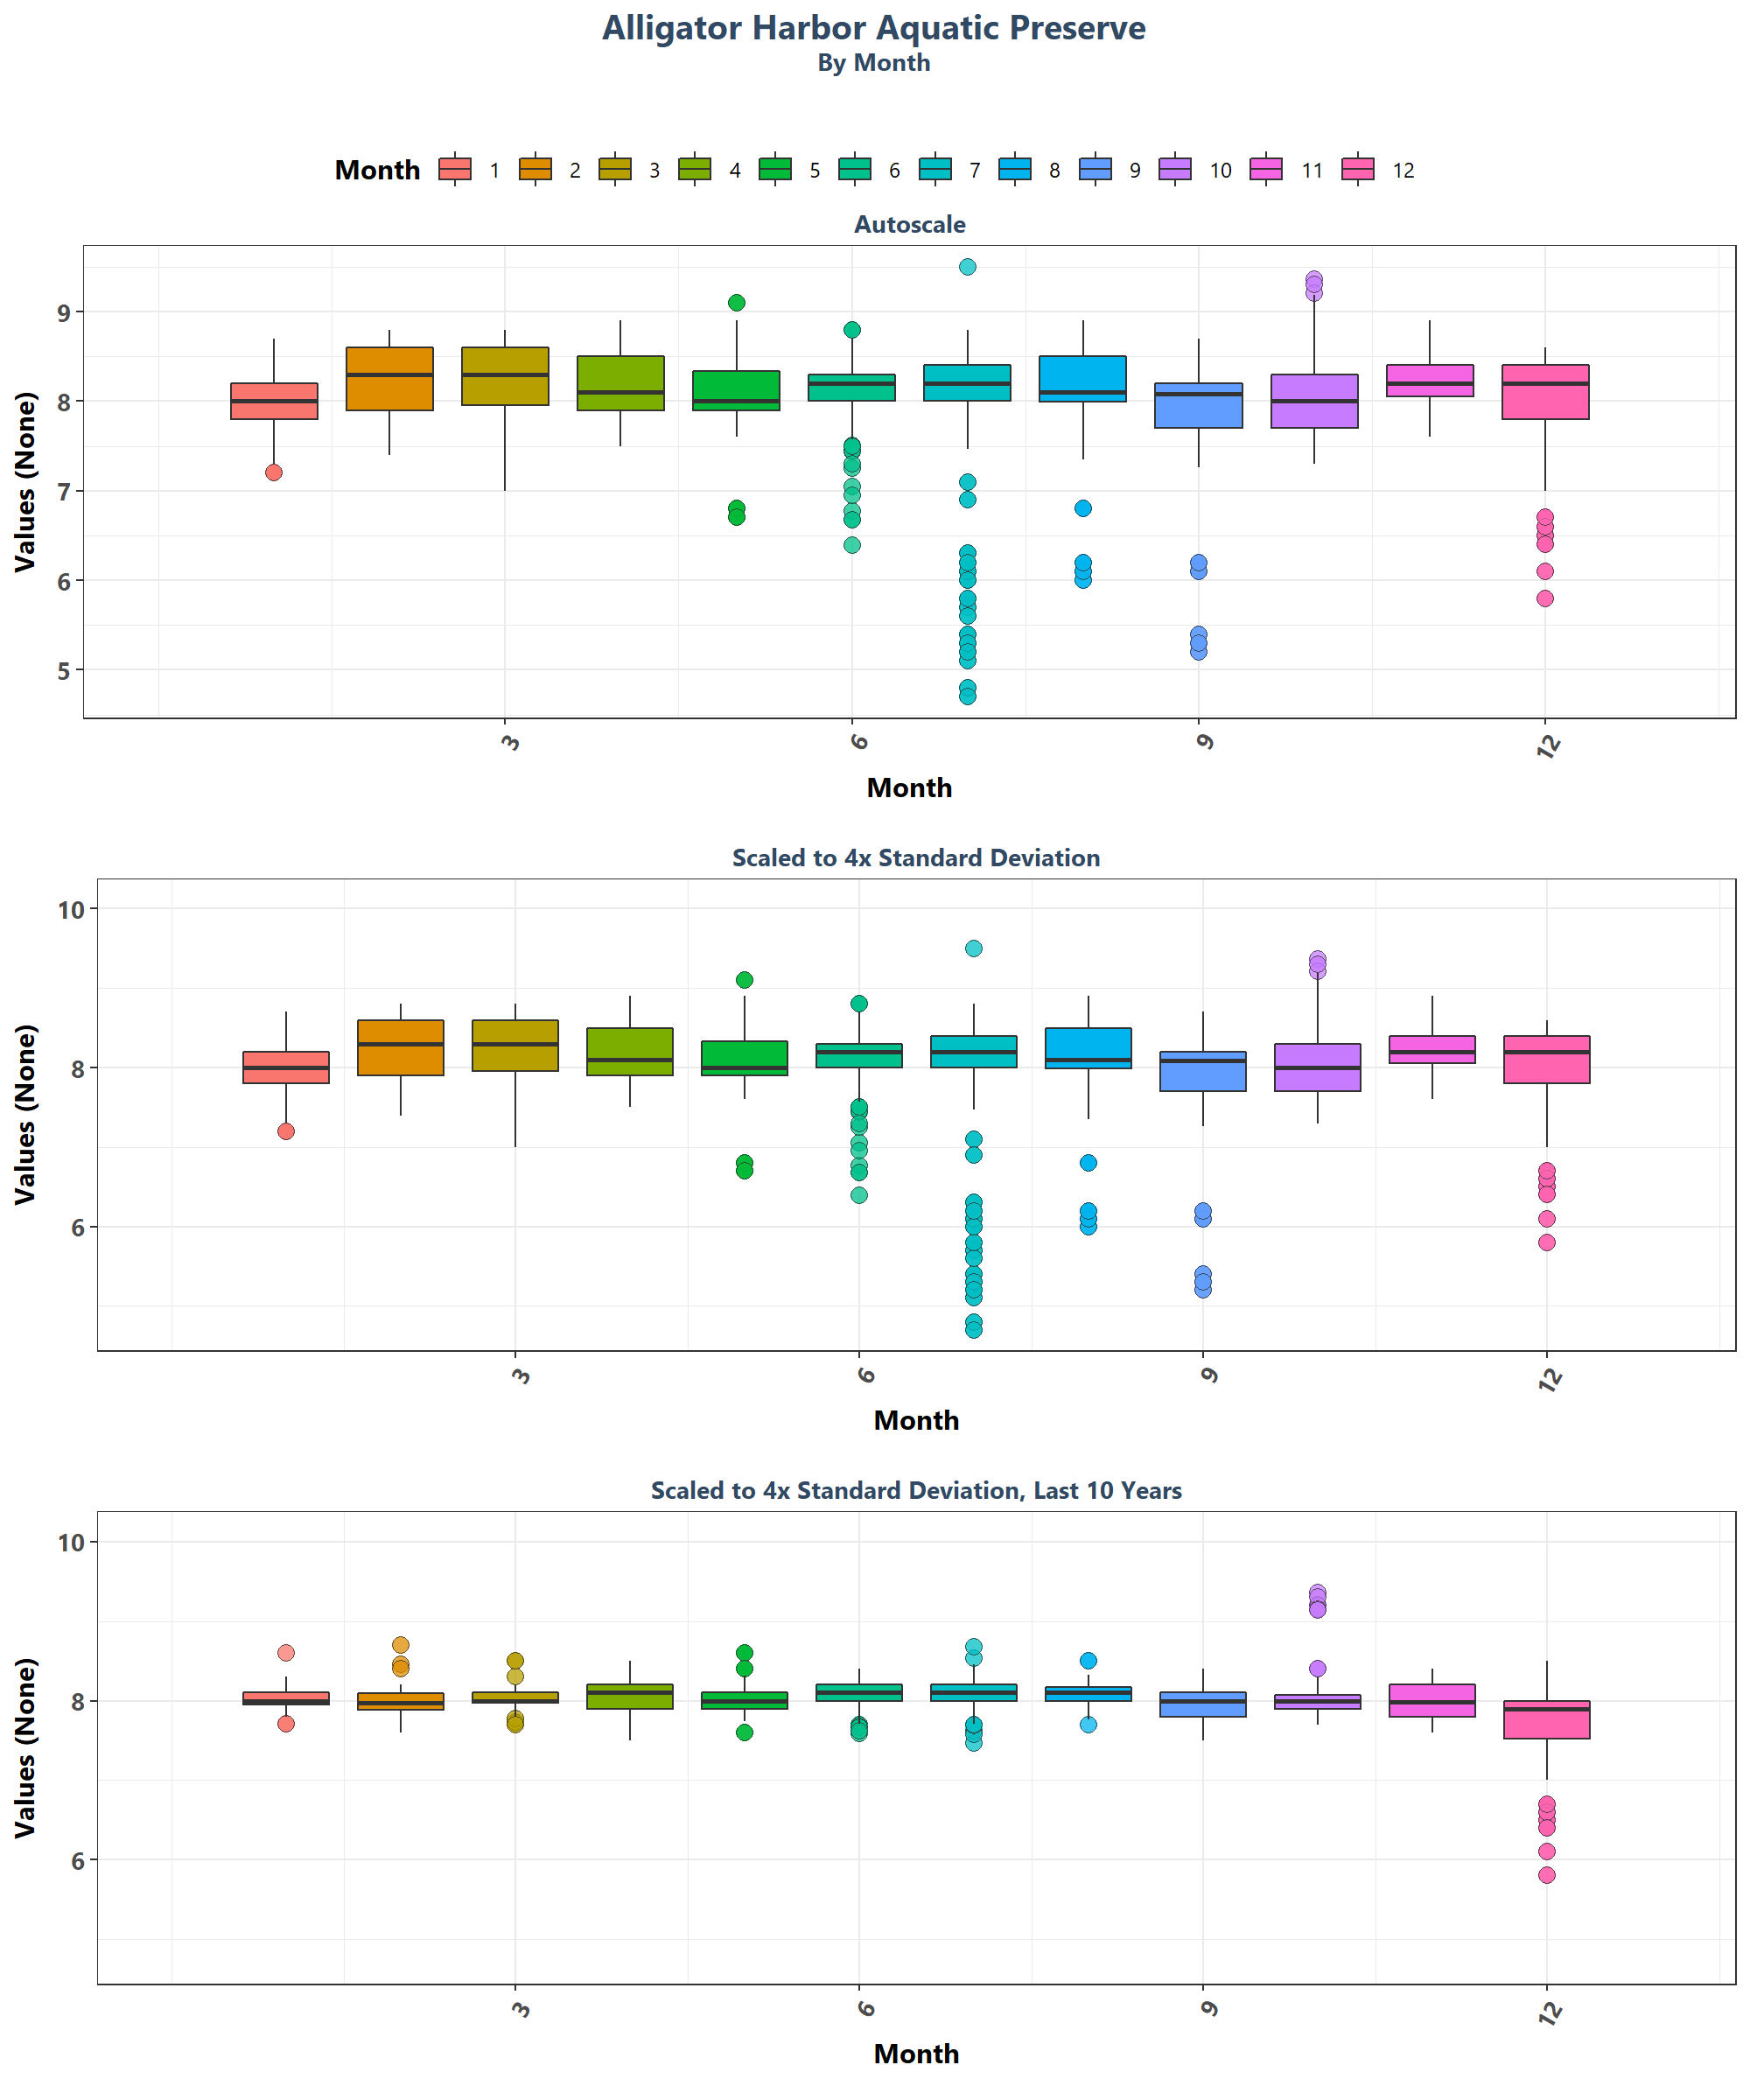 Alligator Harbor Aquatic Preserve
By Month
Month 1 2 3 4 5 6 7 8 9 10 11 12
Autoscale
Values (None)
9
8
7
6
5
3 6 9 12
Month
Scaled to 4x Standard Deviation
Values (None)
10
8
6
3 6 9 12
Month
Scaled to 4x Standard Deviation, Last 10 Years
Values (None)
10
8
6
3 6 9 12
Month